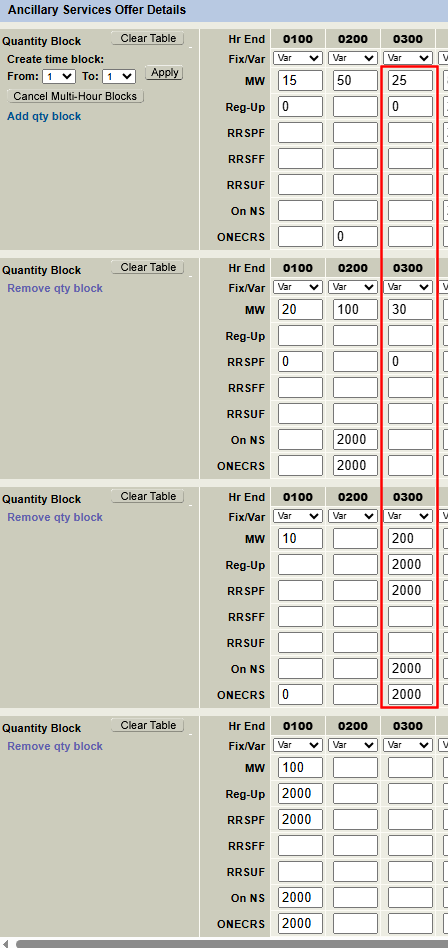 Ancillary Services Offer Details
Quantity Block Clear Table Hr End 0100 0200 0300
Create time block: Fix/Var Var Var Var
From: 1 To: 1 Apply MW 15 50 25
Cancel Multi-Hour Blocks Reg-Up 0 0
Add qty block RRSPF
RRSFF
RRSUF
On NS
ONECRS 0
Quantity Block Clear Table Hr End 0100 0200 0300
Remove qty block Fix/Var Var Var Var
MW 20 100 30
Reg-Up
RRSPF 0 0
RRSFF
RRSUF
On NS 2000
ONECRS 2000
Quantity Block Clear Table Hr End 0100 0200 0300
Remove qty block Fix/Var Var Var Var
MW 10 200
Reg-Up 2000
RRSPF 2000
RRSFF
RRSUF
On NS 2000
ONECRS 0 2000
Quantity Block Clear Table Hr End 0100 0200 0300
Remove qty block Fix/Var Var Var Var
MW 100
Reg-Up 2000
RRSPF 2000
RRSFF
RRSUF
On NS 2000
ONECRS 2000